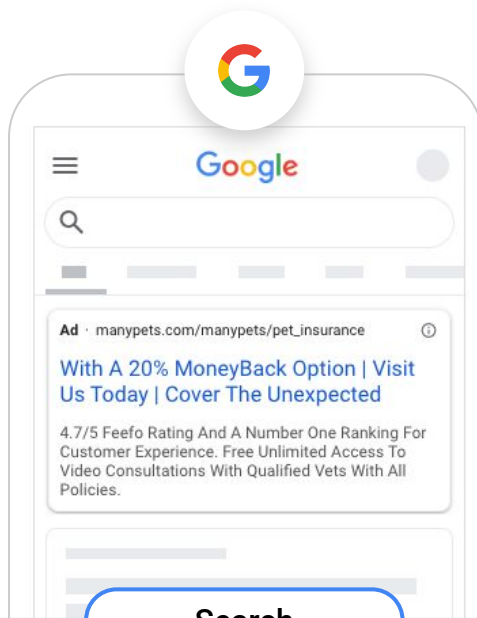 Google
Ad · manypets.com/manypets/pet_insurance
With A 20% MoneyBack Option | Visit
Us Today | Cover The Unexpected
4.7/5 Feefo Rating And A Number One Ranking For
Customer Experience. Free Unlimited Access To
Video Consultations With Qualified Vets With All
Policies.
Search